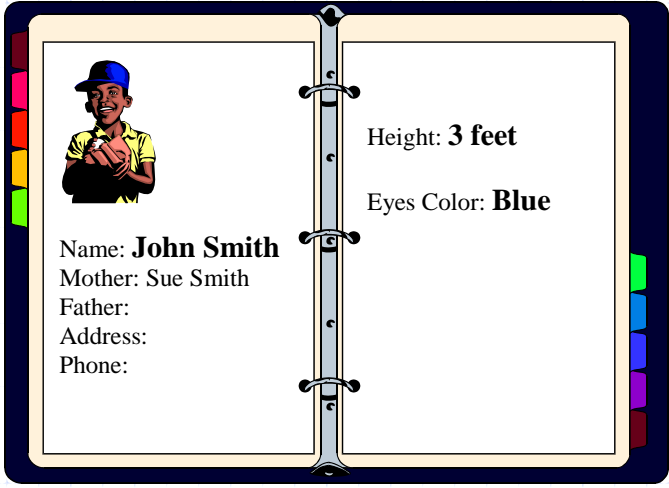 Name: John Smith
Mother: Sue Smith
Father:
Address:
Phone:
Height: 3 feet
Eyes Color: Blue